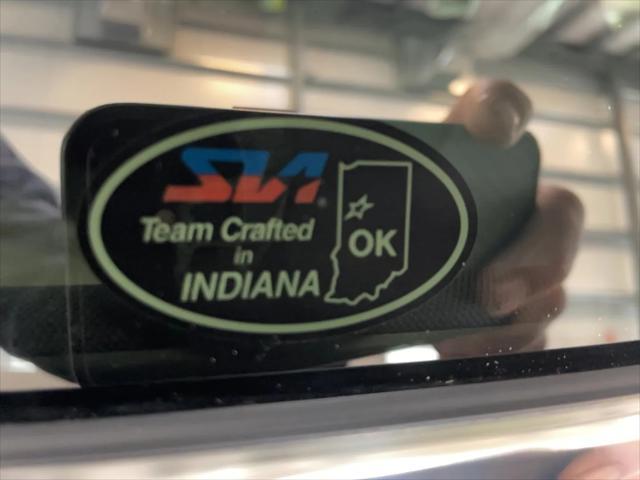 SIA®
Team Crafted
in
INDIANA
OK